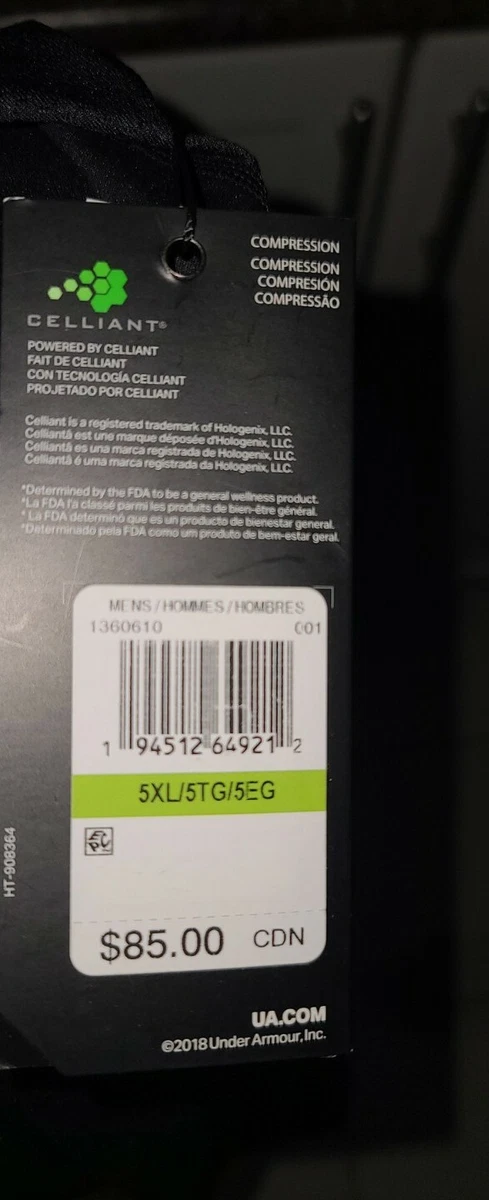 COMPRESSION
COMPRESSION
COMPRESIÓN
COMPRESSÃO
CELLIANT®
POWERED BY CELLIANT
FAIT DE CELLIANT
CON TECNOLOGÍA CELLIANT
PROJETADO POR CELLIANT
Celliant is a registered trademark of Hologenix, LLC.
Celliantâ est une marque déposée d'Hologenix, LLC.
Celliantâ es una marca registrada de Hologenix, LLC.
Celliantâ é uma marca registrada da Hologenix, LLC.
*Determined by the FDA to be a general wellness product.
*La FDA l'a classé parmi les produits de bien-être général.
* La FDA determinó que es un producto de bienestar general.
*Determinado pela FDA como um produto de bem-estar geral.
MENS / HOMMES / HOMBRES
1360610 001
1 94512 64921 2
5XL/5TG/5EG
HT-908364
$85.00 CDN
UA.COM
©2018 Under Armour, Inc.